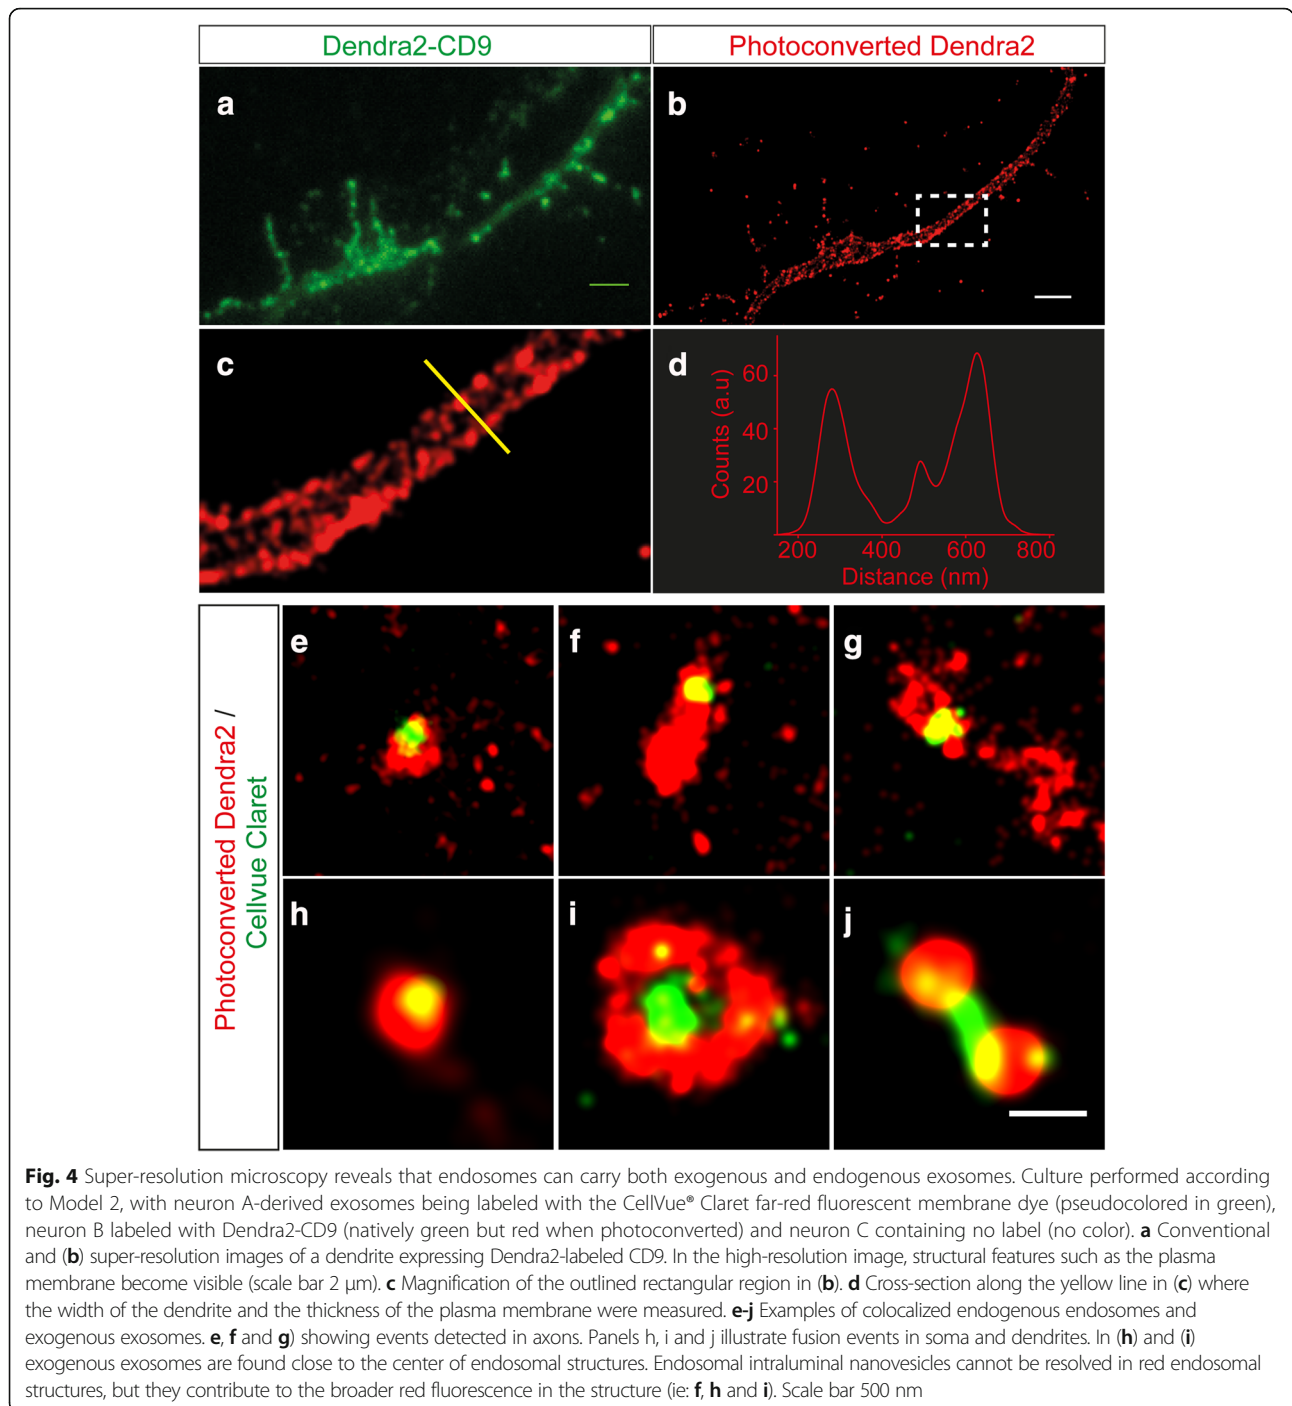 Dendra2-CD9
Photoconverted Dendra2
a
b
c
d
60
40
20
Counts (a.u)
200 400 600 800
Distance (nm)
Photoconverted Dendra2 /
Cellvue Claret
e
f
g
h
i
j
Fig. 4 Super-resolution microscopy reveals that endosomes can carry both exogenous and endogenous exosomes. Culture performed according
to Model 2, with neuron A-derived exosomes being labeled with the CellVue® Claret far-red fluorescent membrane dye (pseudocolored in green),
neuron B labeled with Dendra2-CD9 (natively green but red when photoconverted) and neuron C containing no label (no color). a Conventional
and (b) super-resolution images of a dendrite expressing Dendra2-labeled CD9. In the high-resolution image, structural features such as the plasma
membrane become visible (scale bar 2 μm). c Magnification of the outlined rectangular region in (b). d Cross-section along the yellow line in (c) where
the width of the dendrite and the thickness of the plasma membrane were measured. e-j Examples of colocalized endogenous endosomes and
exogenous exosomes. e, f and g) showing events detected in axons. Panels h, i and j illustrate fusion events in soma and dendrites. In (h) and (i)
exogenous exosomes are found close to the center of endosomal structures. Endosomal intraluminal nanovesicles cannot be resolved in red endosomal
structures, but they contribute to the broader red fluorescence in the structure (ie: f, h and i). Scale bar 500 nm